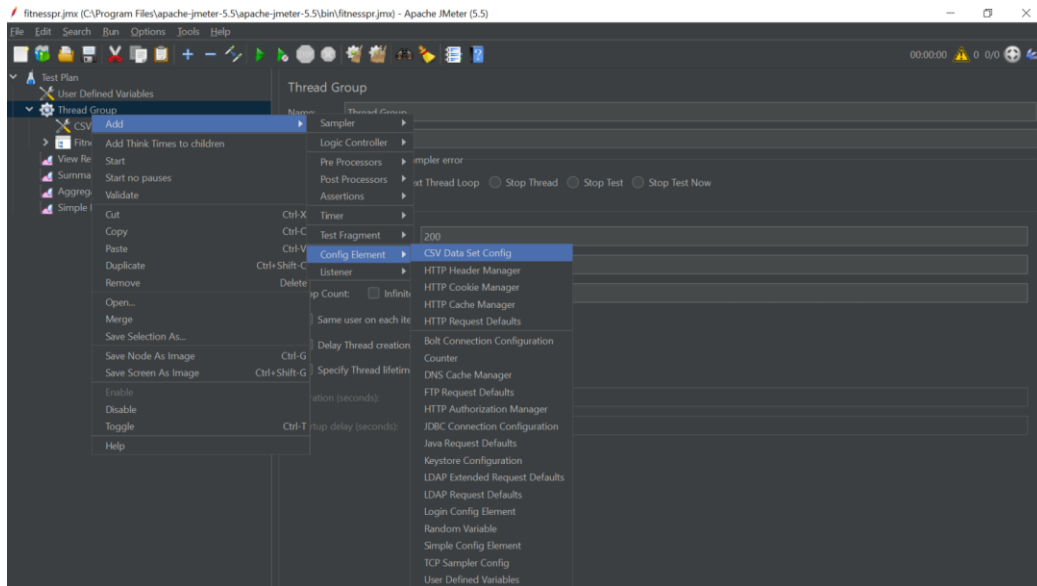 fitnesspr.jmx (C:\Program Files\apache-jmeter-5.5\apache-jmeter-5.5\bin\fitnesspr.jmx) - Apache JMeter (5.5)
File Edit Search Run Options Tools Help
00:00:00 0 0/0
Test Plan
User Defined Variables
Thread Group
CSV
View Re
Summa
Aggreg
Simple
Add
Add Think Times to children
Start
Start no pauses
Validate
Cut Ctrl-X
Copy Ctrl-C
Paste Ctrl-V
Duplicate Ctrl+Shift-C
Remove Delete
Open...
Merge
Save Selection As...
Save Node As Image Ctrl-G
Save Screen As Image Ctrl+Shift-G
Enable
Disable
Toggle Ctrl-T
Help
Sampler
Logic Controller
Pre Processors
Post Processors
Assertions
Timer
Test Fragment
Config Element
Listener
CSV Data Set Config
HTTP Header Manager
HTTP Cookie Manager
HTTP Cache Manager
HTTP Request Defaults
Bolt Connection Configuration
Counter
DNS Cache Manager
FTP Request Defaults
HTTP Authorization Manager
JDBC Connection Configuration
Java Request Defaults
Keystore Configuration
LDAP Extended Request Defaults
LDAP Request Defaults
Login Config Element
Random Variable
Simple Config Element
TCP Sampler Config
User Defined Variables
Thread Group
Name: Thread Group
ampler error
Thread Loop Stop Thread Stop Test Stop Test Now
200
Count: Infinit
Same user on each ite
Delay Thread creation
Specify Thread lifetim
ation (seconds):
tup delay (seconds):